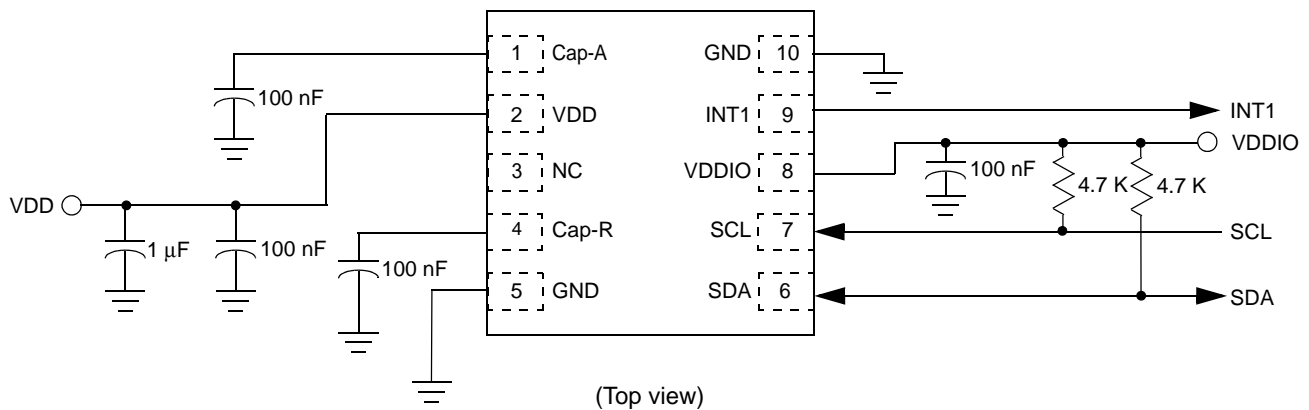 1 Cap-A
GND 10
100 nF
2 VDD
INT1 9
INT1
VDDIO
3 NC
VDDIO 8
100 nF
4.7 K
4.7 K
VDD
1 μF
100 nF
4 Cap-R
100 nF
SCL 7
SCL
5 GND
SDA 6
SDA
(Top view)